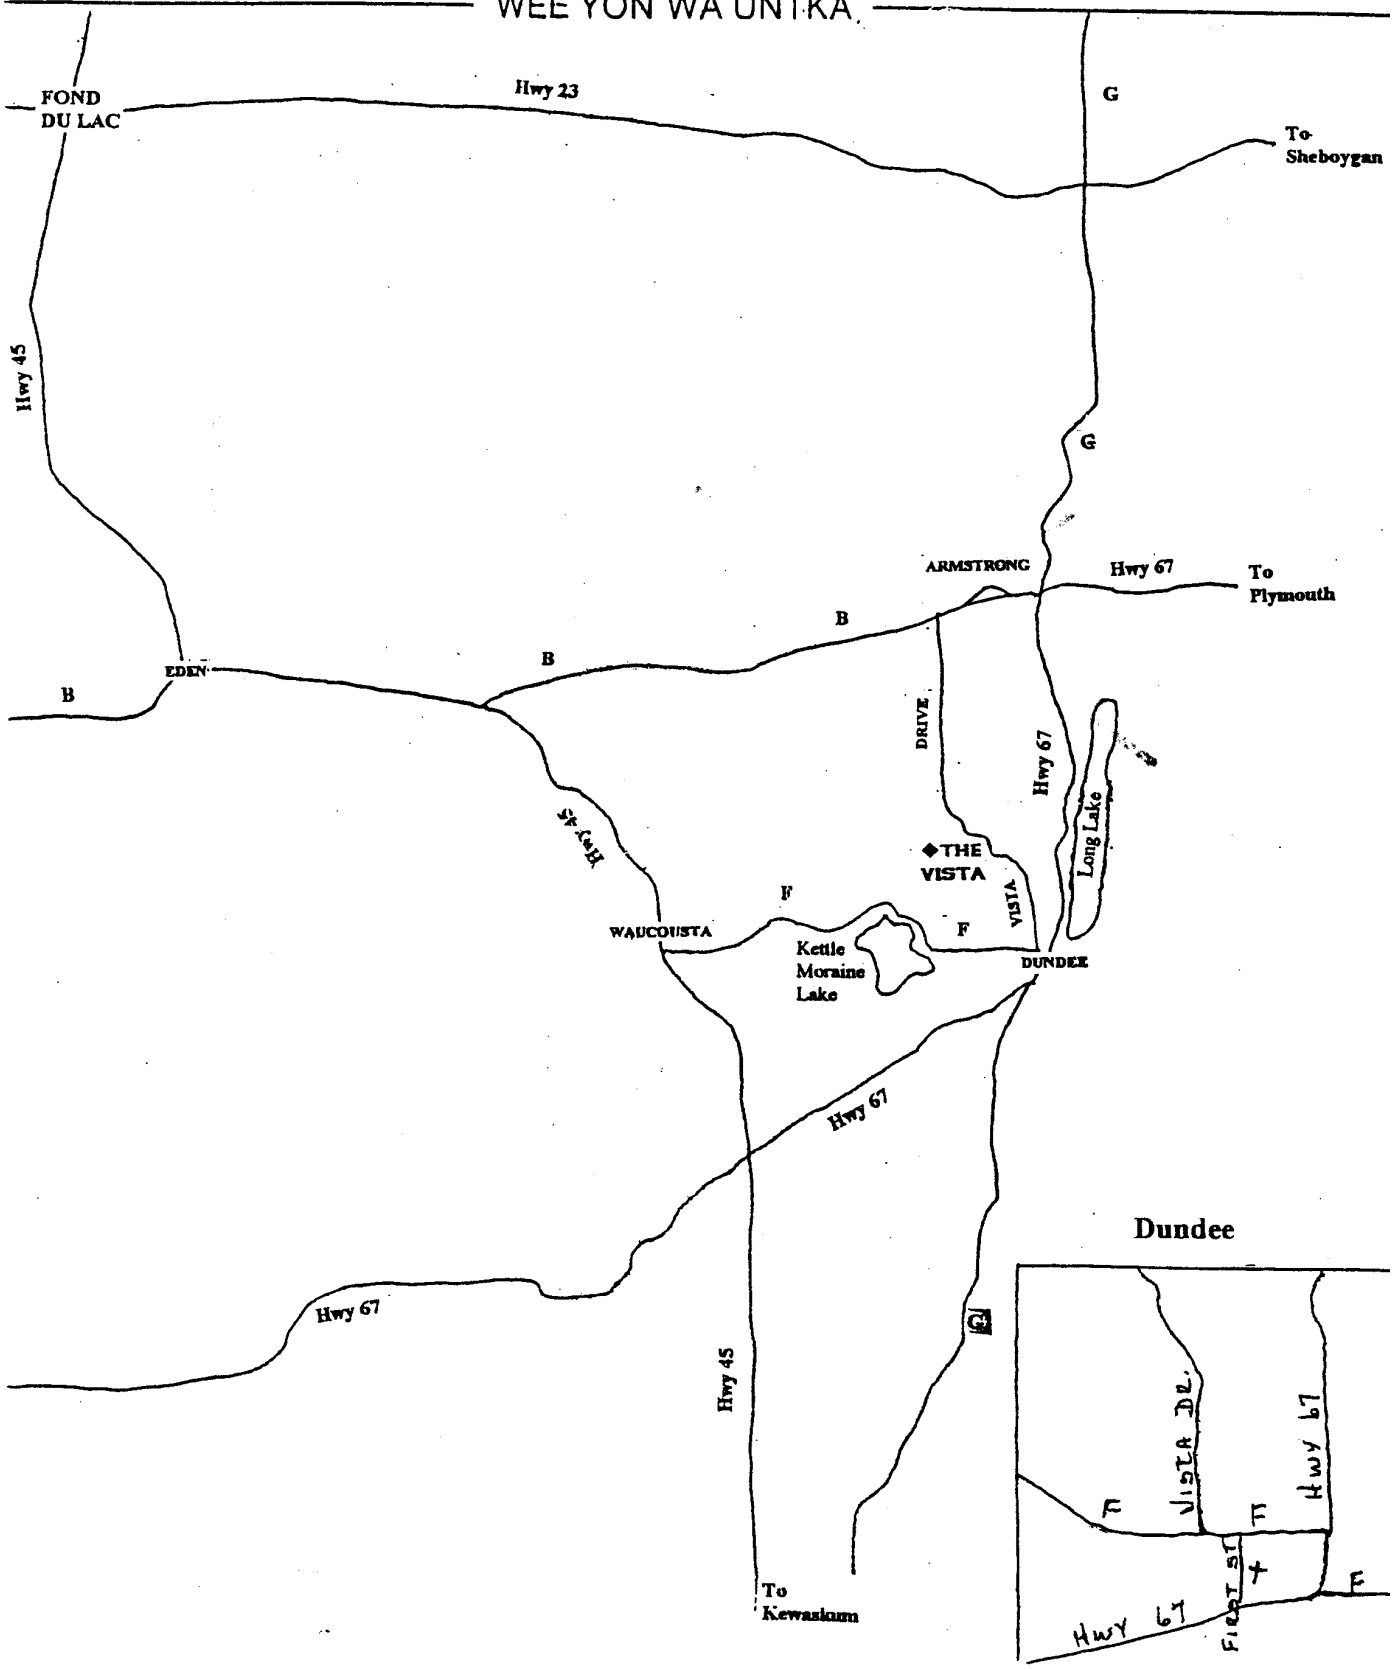 WEE YON WA UNTKA
Hwy 23
G
FOND
DU LAC
To
Sheboygan
Hwy 45
G
ARMSTRONG
Hwy 67
To
Plymouth
B
B
EDEN
B
DRIVE
Hwy 67
Long Lake
Hwy 45
THE
VISTA
VISTA
F
WAUCOUSTA
F
Kettle
Moraine
Lake
DUNDEE
Hwy 67
Dundee
Hwy 67
G
Hwy 45
VISTA DR.
HWY 67
F
F
FIRST ST
F
HWY 67
To
Kewaskum